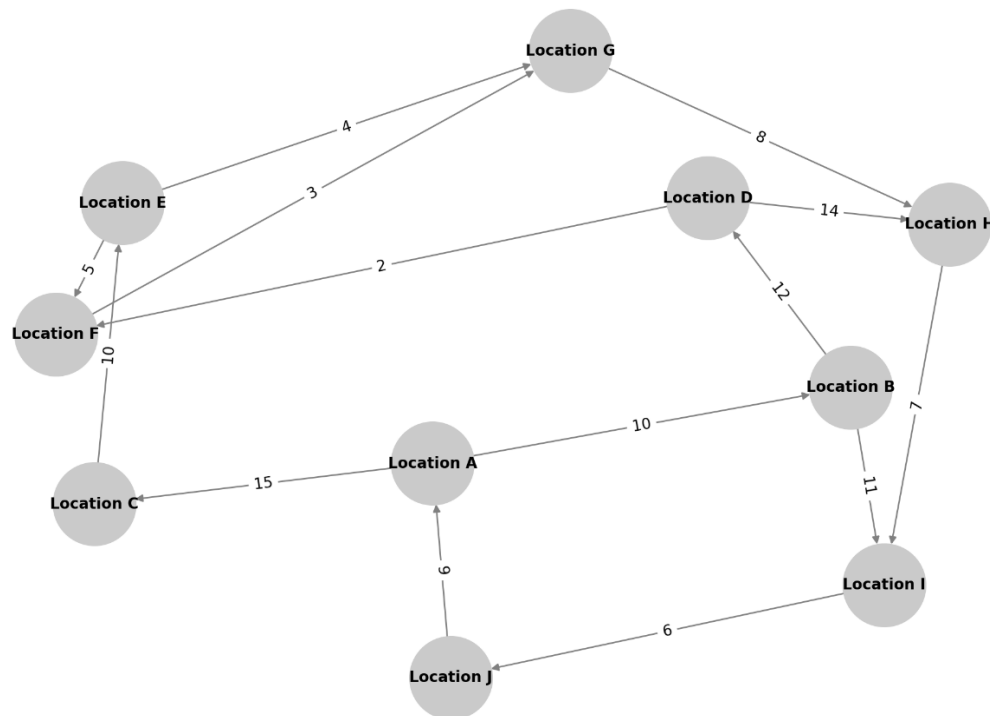 Location G
4
8
3
Location E
Location D
14
Location H
5
2
12
Location F
10
Location B
7
10
Location A
15
11
Location C
9
Location I
6
Location J